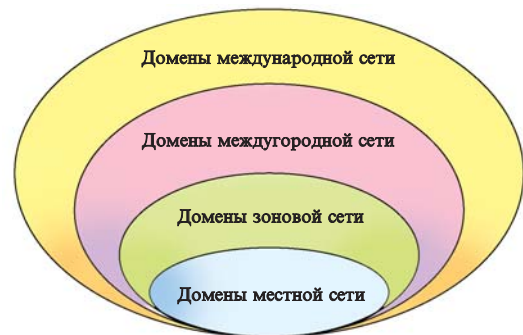 Домены международной сети
Домены междугородной сети
Домены зоновой сети
Домены местной сети